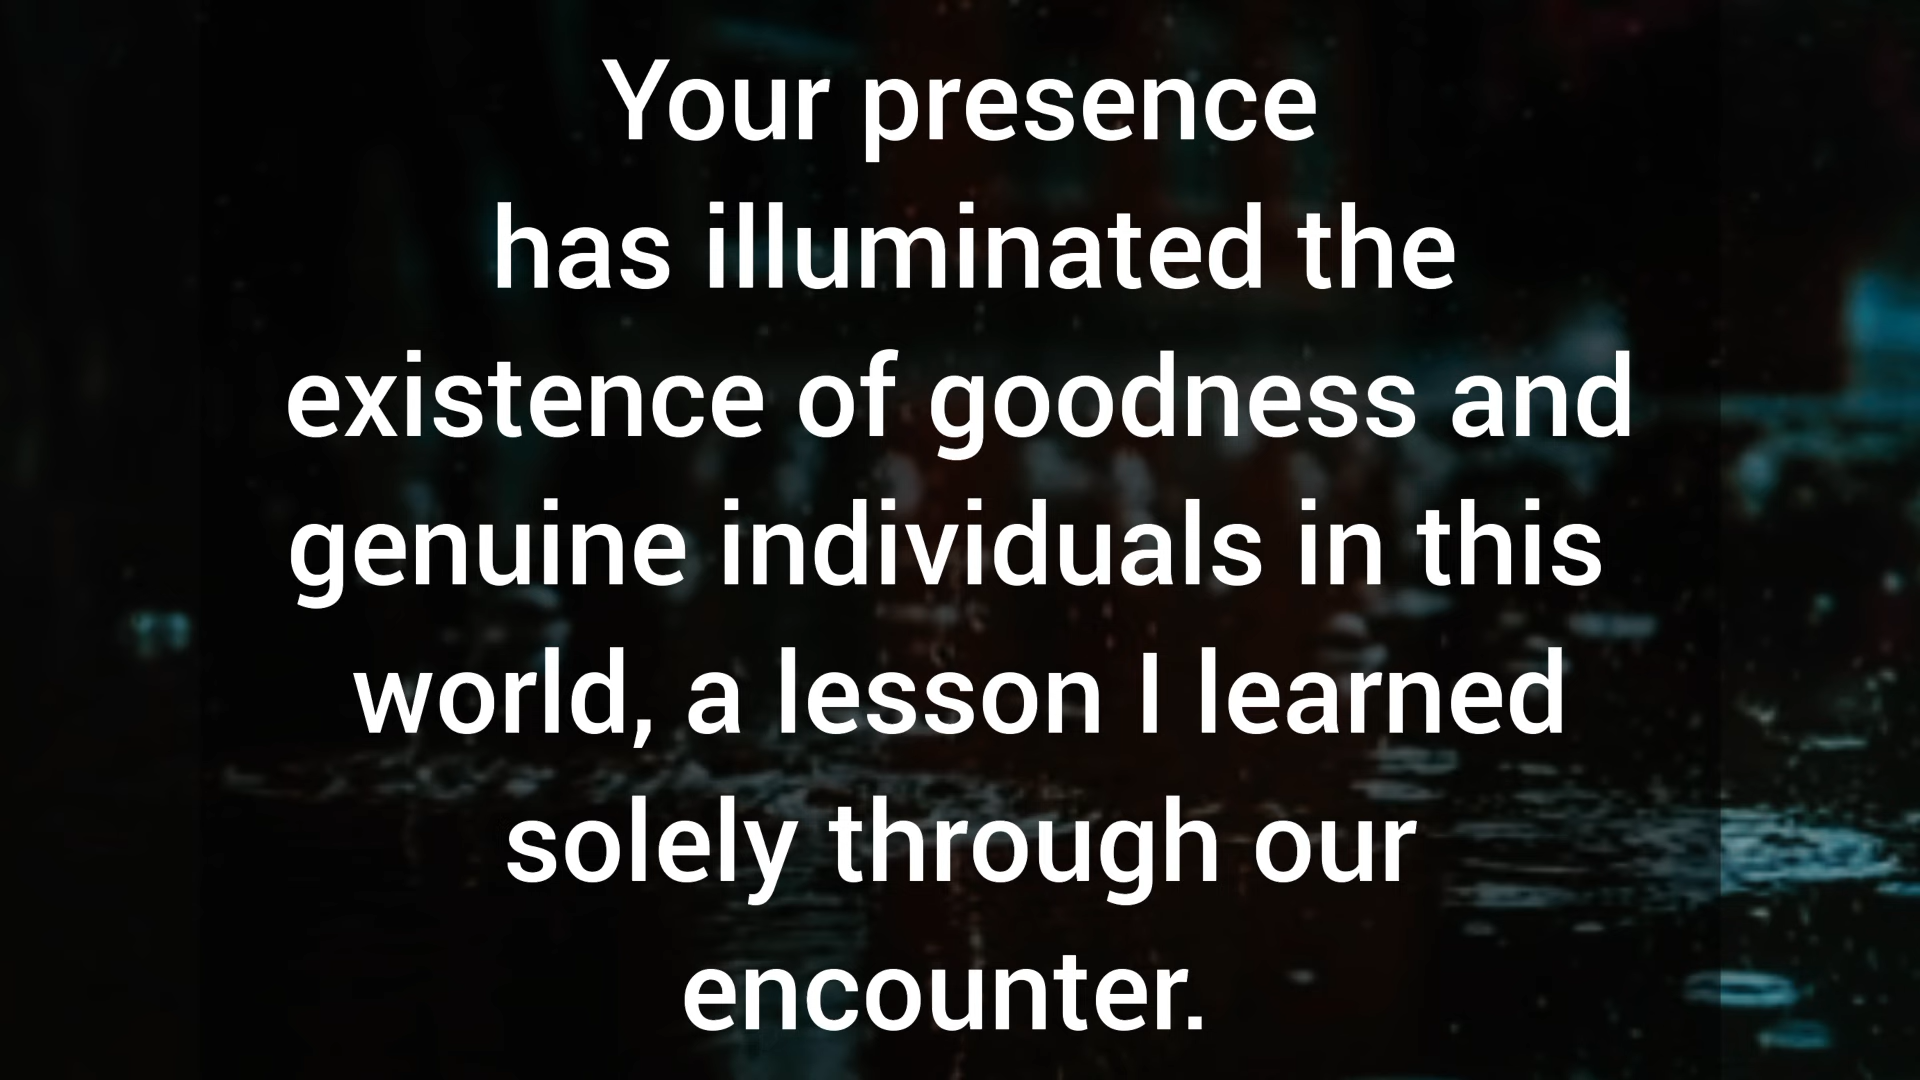 Your presence
has illuminated the
existence of goodness and
genuine individuals in this
world, a lesson I learned
solely through our
encounter.